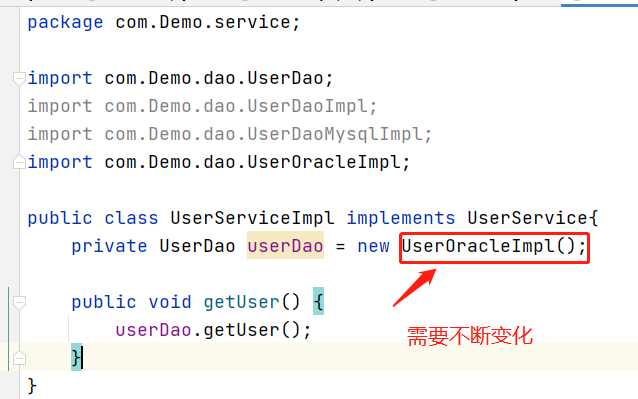 package com.Demo.service;
import com.Demo.dao.UserDao;
import com.Demo.dao.UserDaoImpl;
import com.Demo.dao.UserDaoMysqlImpl;
import com.Demo.dao.UserOracleImpl;
public class UserServiceImpl implements UserService{
private UserDao userDao = new UserOracleImpl();
public void getUser() {
userDao.getUser();
需要不断变化
}
}